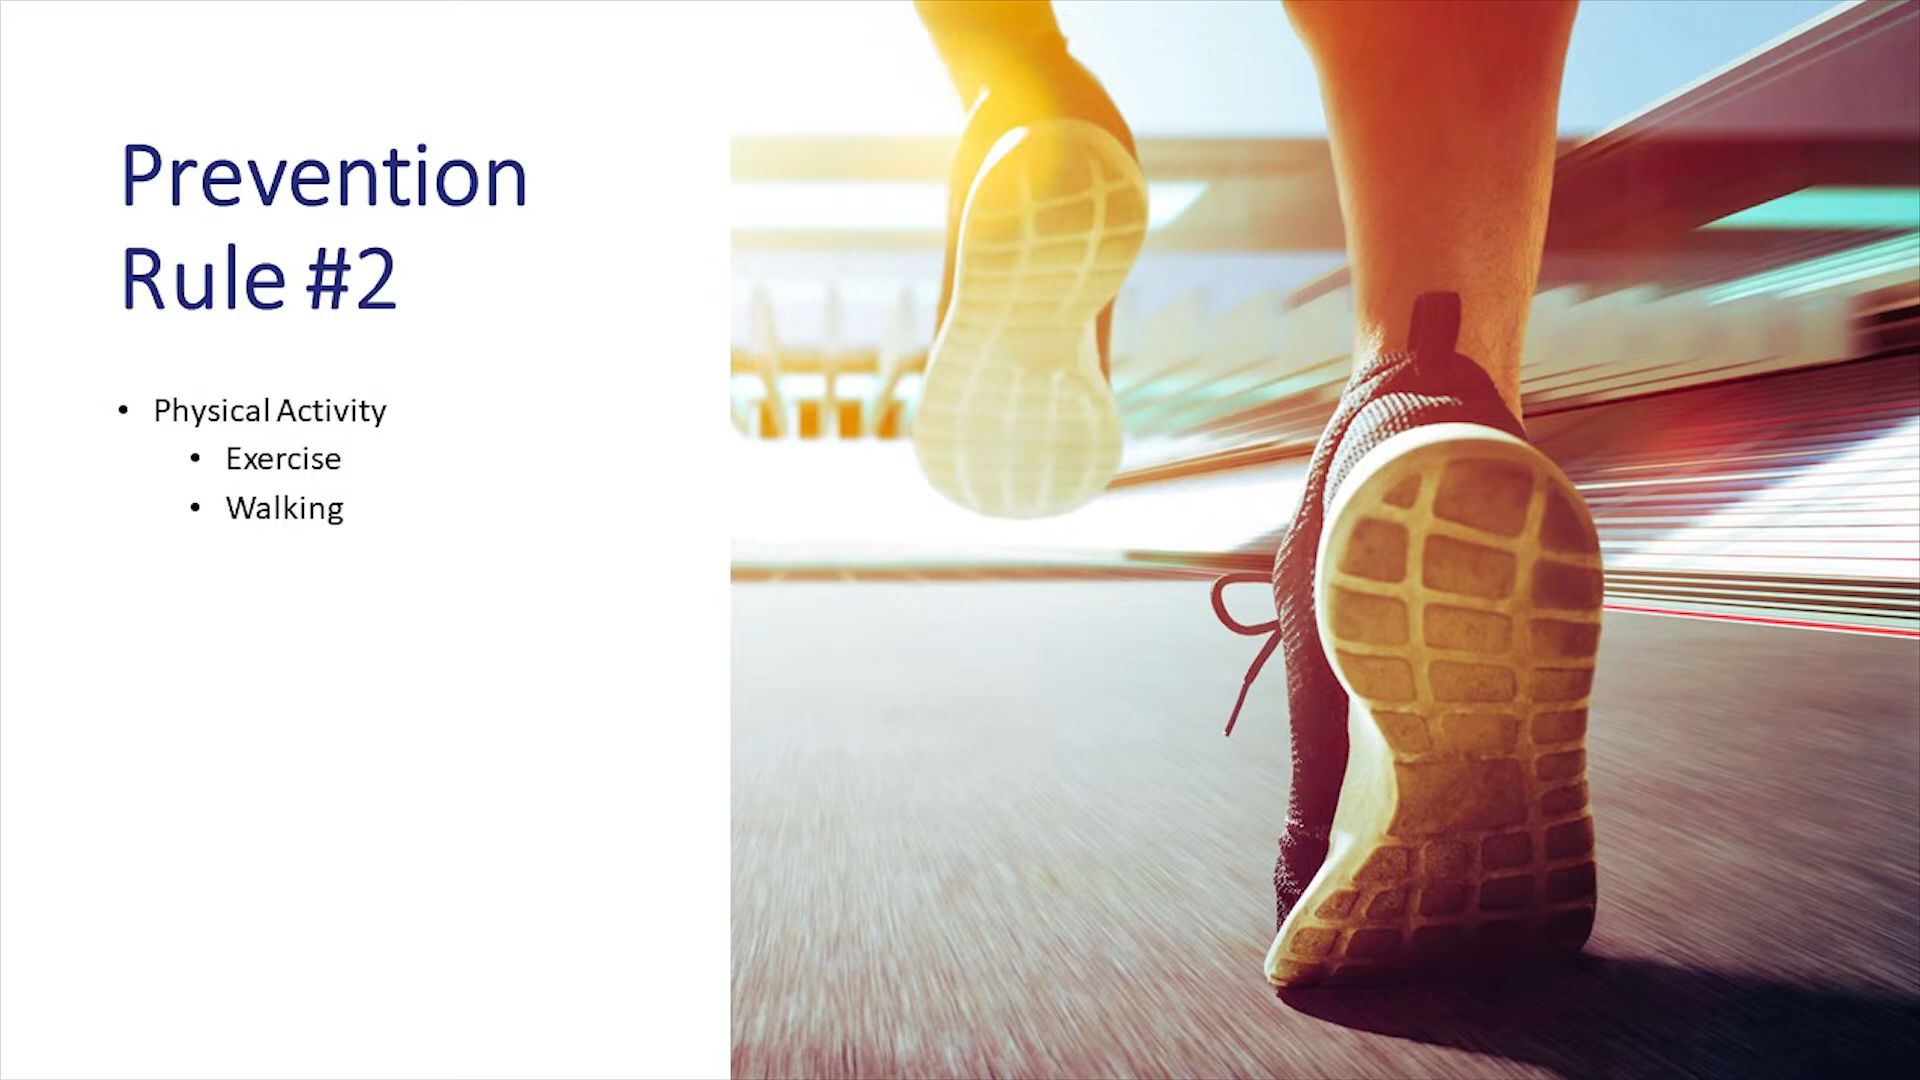 Prevention
Rule #2
• Physical Activity
• Exercise
• Walking